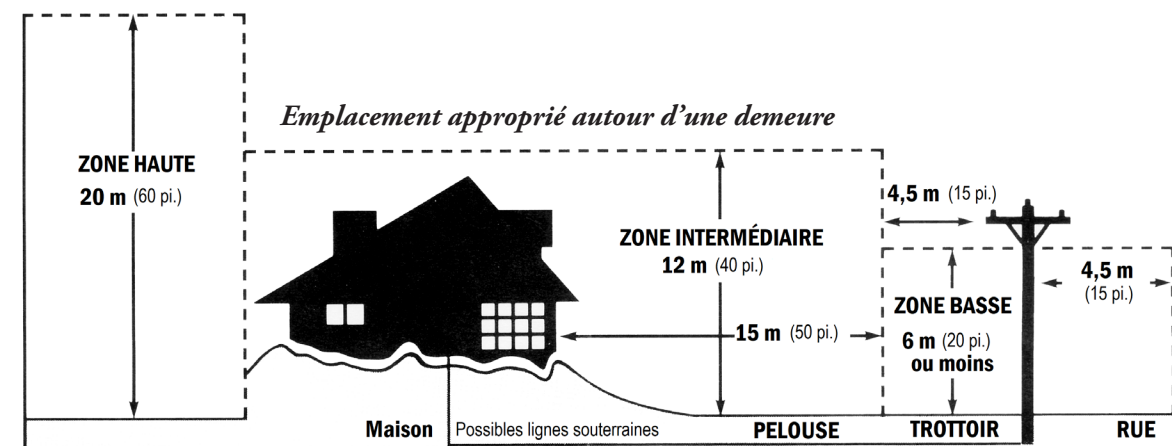 Emplacement approprié autour d'une demeure
ZONE HAUTE
20 m (60 pi.)
ZONE INTERMÉDIAIRE
12 m (40 pi.)
15 m (50 pi.)
4,5 m (15 pi.)
ZONE BASSE
6 m (20 pi.)
ou moins
4,5 m
(15 pi.)
Maison Possibles lignes souterraines PELOUSE TROTTOIR RUE